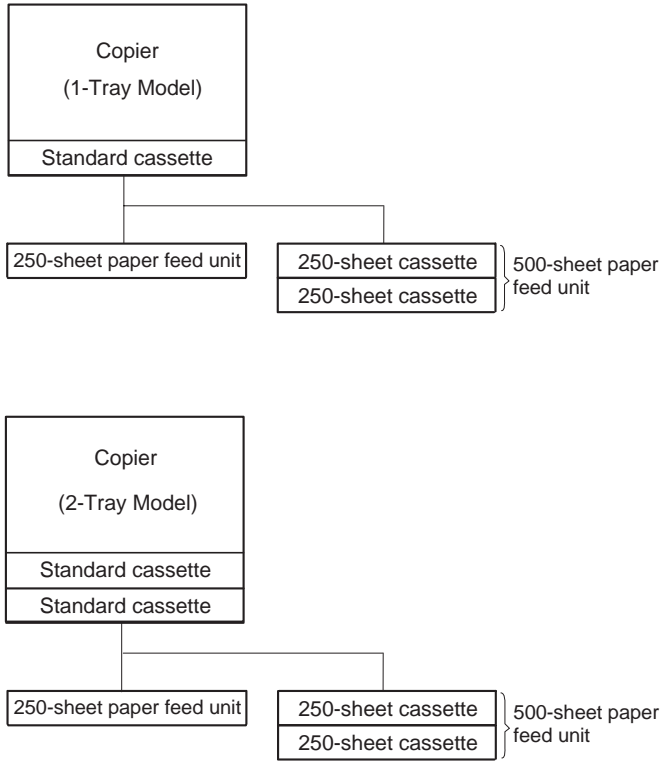 Copier
(1-Tray Model)
Standard cassette
250-sheet paper feed unit
250-sheet cassette
250-sheet cassette
500-sheet paper
feed unit
Copier
(2-Tray Model)
Standard cassette
Standard cassette
250-sheet paper feed unit
250-sheet cassette
250-sheet cassette
500-sheet paper
feed unit